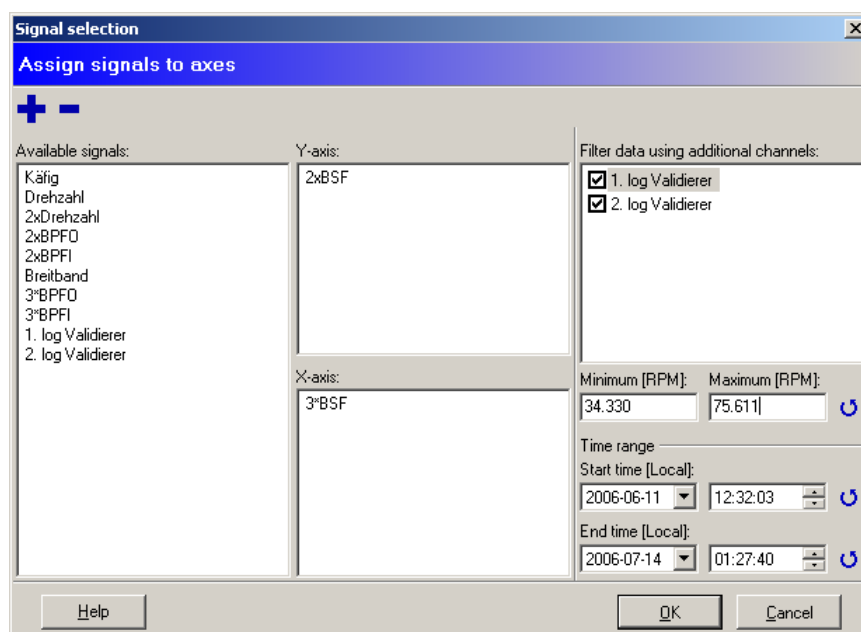 Signal selection
Assign signals to axes
Available signals:
Käfig
Drehzahl
2xDrehzahl
2xBPFO
2xBPFI
Breitband
3*BPFO
3*BPFI
1. log Validierer
2. log Validierer
Y-axis:
2xBSF
X-axis:
3*BSF
Filter data using additional channels:
1. log Validierer
2. log Validierer
Minimum [RPM]: Maximum [RPM]:
34.330 75.611
Time range
Start time [Local]:
2006-06-11 12:32:03
End time [Local]:
2006-07-14 01:27:40
Help OK Cancel